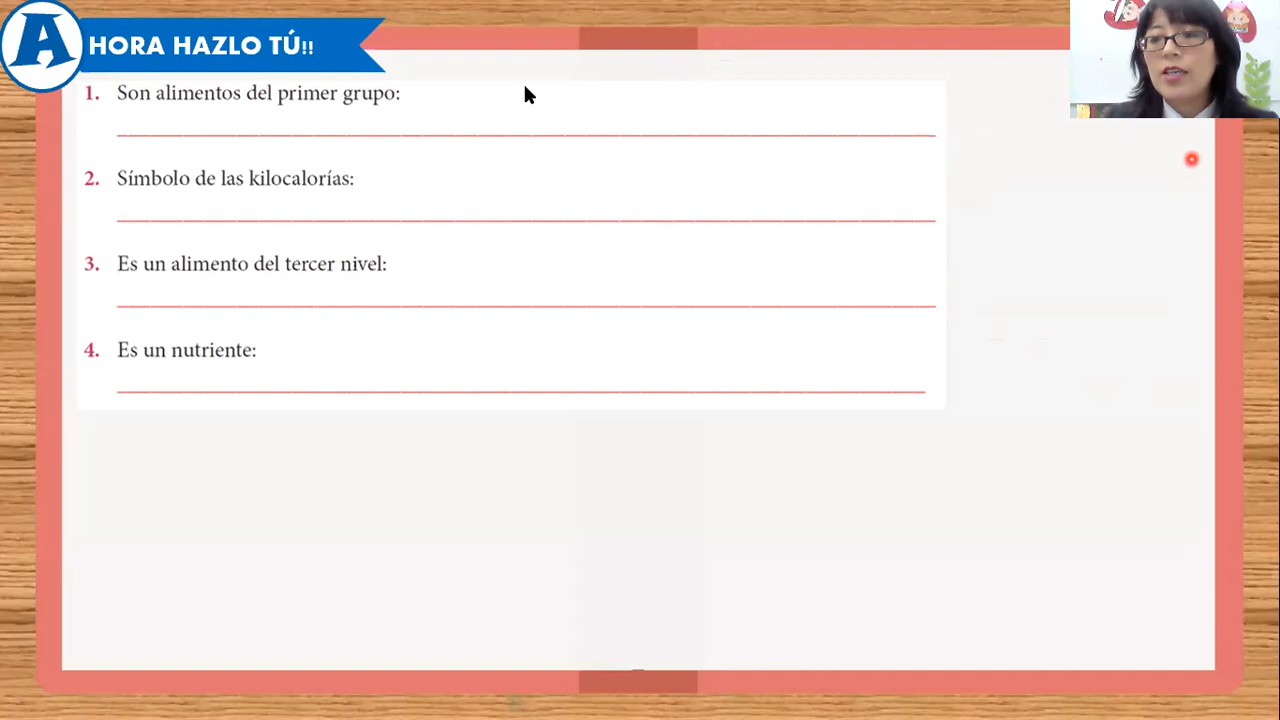 AHORA HAZLO TÚ!!
1. Son alimentos del primer grupo:
2. Símbolo de las kilocalorías:
3. Es un alimento del tercer nivel:
4. Es un nutriente: